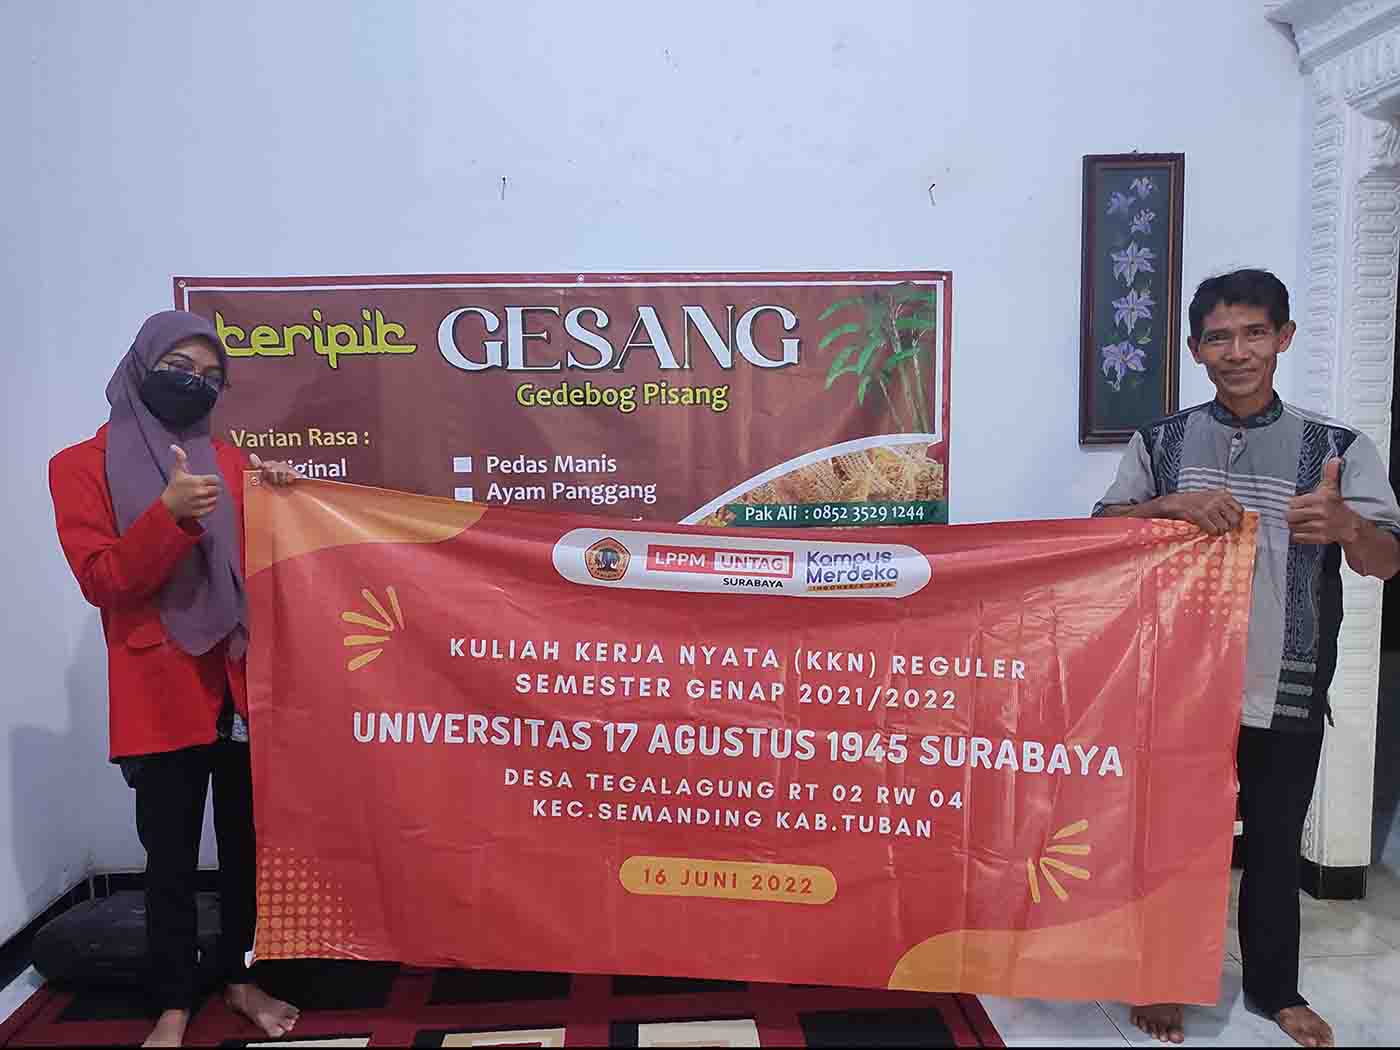 keripik GESANG
Gedebog Pisang
Varian Rasa :
Pedas Manis
Ayam Panggang
Pak Ali : 0852 3529 1244
LPPM UNTAG
SURABAYA
Kampus
Merdeka
INDONESIA JAYA
KULIAH KERJA NYATA (KKN) REGULER
SEMESTER GENAP 2021/2022
UNIVERSITAS 17 AGUSTUS 1945 SURABAYA
DESA TEGALAGUNG RT 02 RW 04
KEC.SEMANDING KAB.TUBAN
16 JUNI 2022